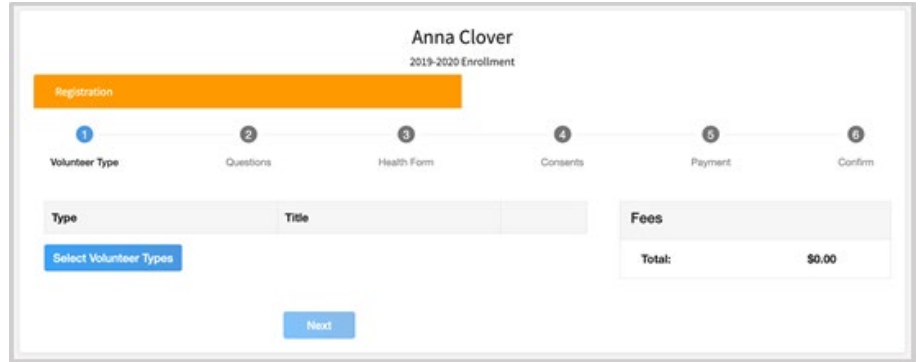 Anna Clover
2019-2020 Enrollment
Registration
1 2 3 4 5 6
Volunteer Type Questions Health Form Consents Payment Confirm
Type Title
Fees
Select Volunteer Types
Total: $0.00
Next